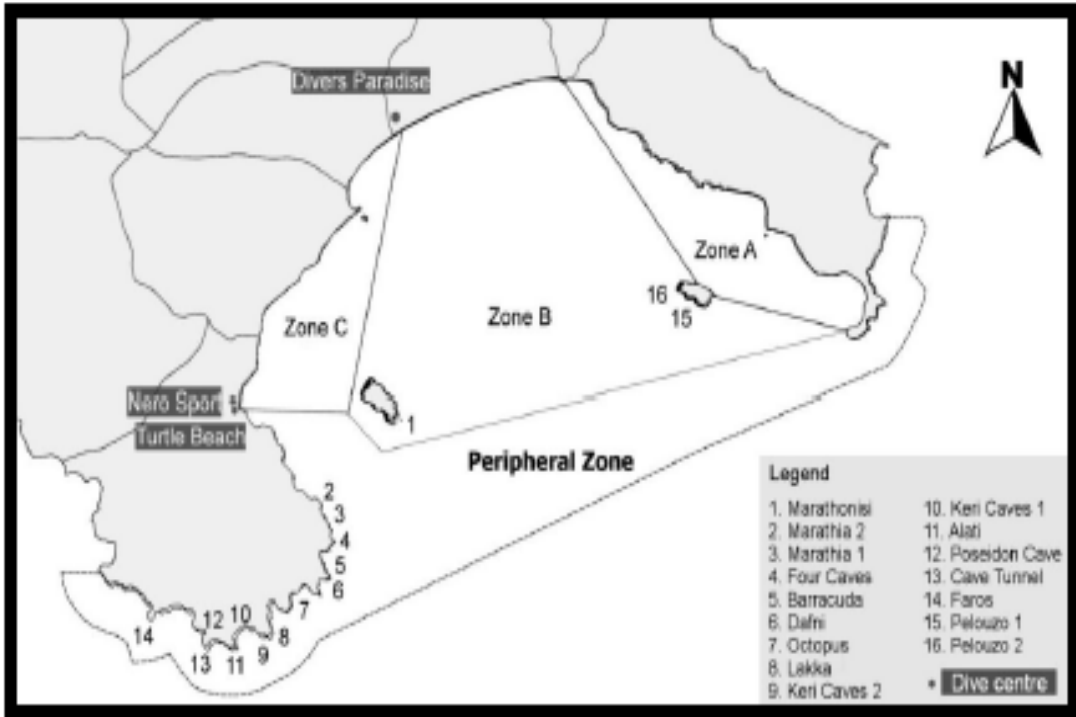 Divers Paradise
N
Zone A
16
15
Zone B
Zone C
Nero Sport
1
Turtle Beach
Peripheral Zone
2
3
4
5
6
7
8
9
10
11
12
13
14
Legend
1. Marathonisi
2. Marathia 2
3. Marathia 1
4. Four Caves
5. Barracuda
6. Dafni
7. Octopus
8. Lakka
9. Keri Caves 2
10. Keri Caves 1
11. Alati
12. Poseidon Cave
13. Cave Tunnel
14. Faros
15. Pelouzo 1
16. Pelouzo 2
Dive centre